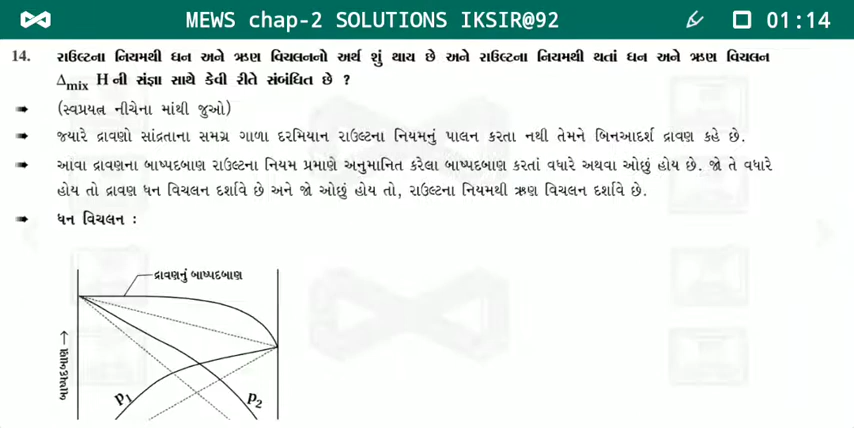 MEWS chap-2 SOLUTIONS IKSIR@92
01:14
14. રાઉલ્ટના નિયમથી ધન અને ઋણ વિચલનનો અર્થ શું થાય છે અને રાઉલ્ટના નિયમથી થતાં ધન અને ઋણ વિચલન
Δmix H ની સંજ્ઞા સાથે કેવી રીતે સંબંધિત છે ?
➠ (સ્વપ્રયત્ન નીચેના માંથી જુઓ)
➠ જ્યારે દ્રાવણો સાંદ્રતાના સમગ્ર ગાળા દરમિયાન રાઉલ્ટના નિયમનું પાલન કરતા નથી તેમને બિનઆદર્શ દ્રાવણ કહે છે.
➠ આવા દ્રાવણના બાષ્પદબાણ રાઉલ્ટના નિયમ પ્રમાણે અનુમાનિત કરેલા બાષ્પદબાણ કરતાં વધારે અથવા ઓછું હોય છે. જો તે વધારે
હોય તો દ્રાવણ ધન વિચલન દર્શાવે છે અને જો ઓછું હોય તો, રાઉલ્ટના નિયમથી ઋણ વિચલન દર્શાવે છે.
➠ ધન વિચલન :
દ્રાવણનું બાષ્પદબાણ
બાષ્પદબાણ →
p1
p2